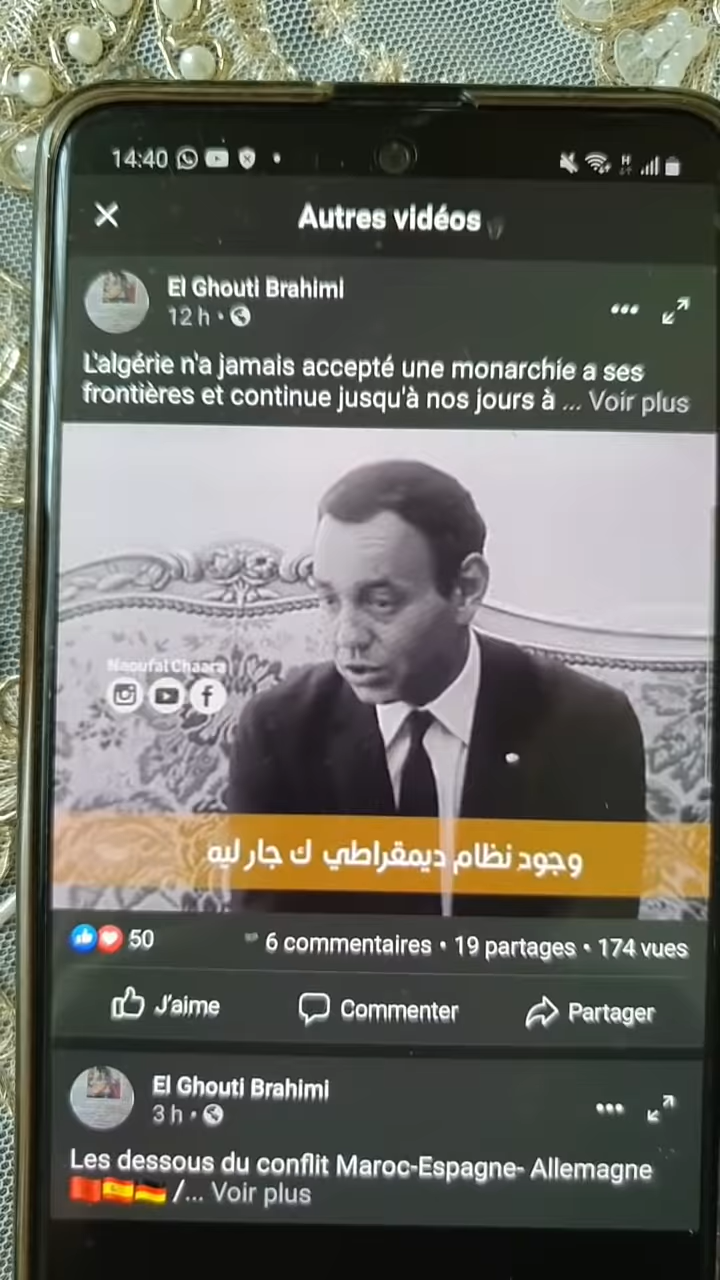 14:40
Autres vidéos
El Ghouti Brahimi
12 h
L'algérie n'a jamais accepté une monarchie a ses
frontières et continue jusqu'à nos jours à ... Voir plus
Naoufal Chaara
وجود نظام ديمقراطي ك جار ليه
50
6 commentaires • 19 partages • 174 vues
J'aime
Commenter
Partager
El Ghouti Brahimi
3 h
Les dessous du conflit Maroc-Espagne- Allemagne
🇲🇦🇪🇸🇩🇪 /... Voir plus